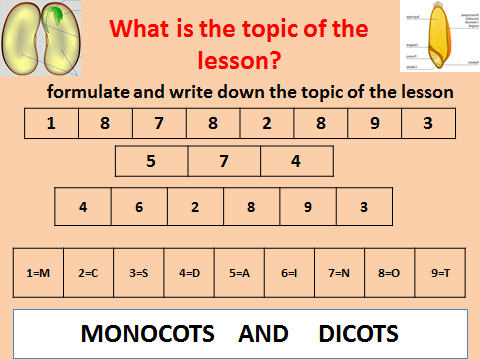 What is the topic of the
lesson?
formulate and write down the topic of the lesson
1 8 7 8 2 8 9 3
5 7 4
4 6 2 8 9 3
1=M 2=C 3=S 4=D 5=A 6=I 7=N 8=O 9=T
MONOCOTS AND DICOTS